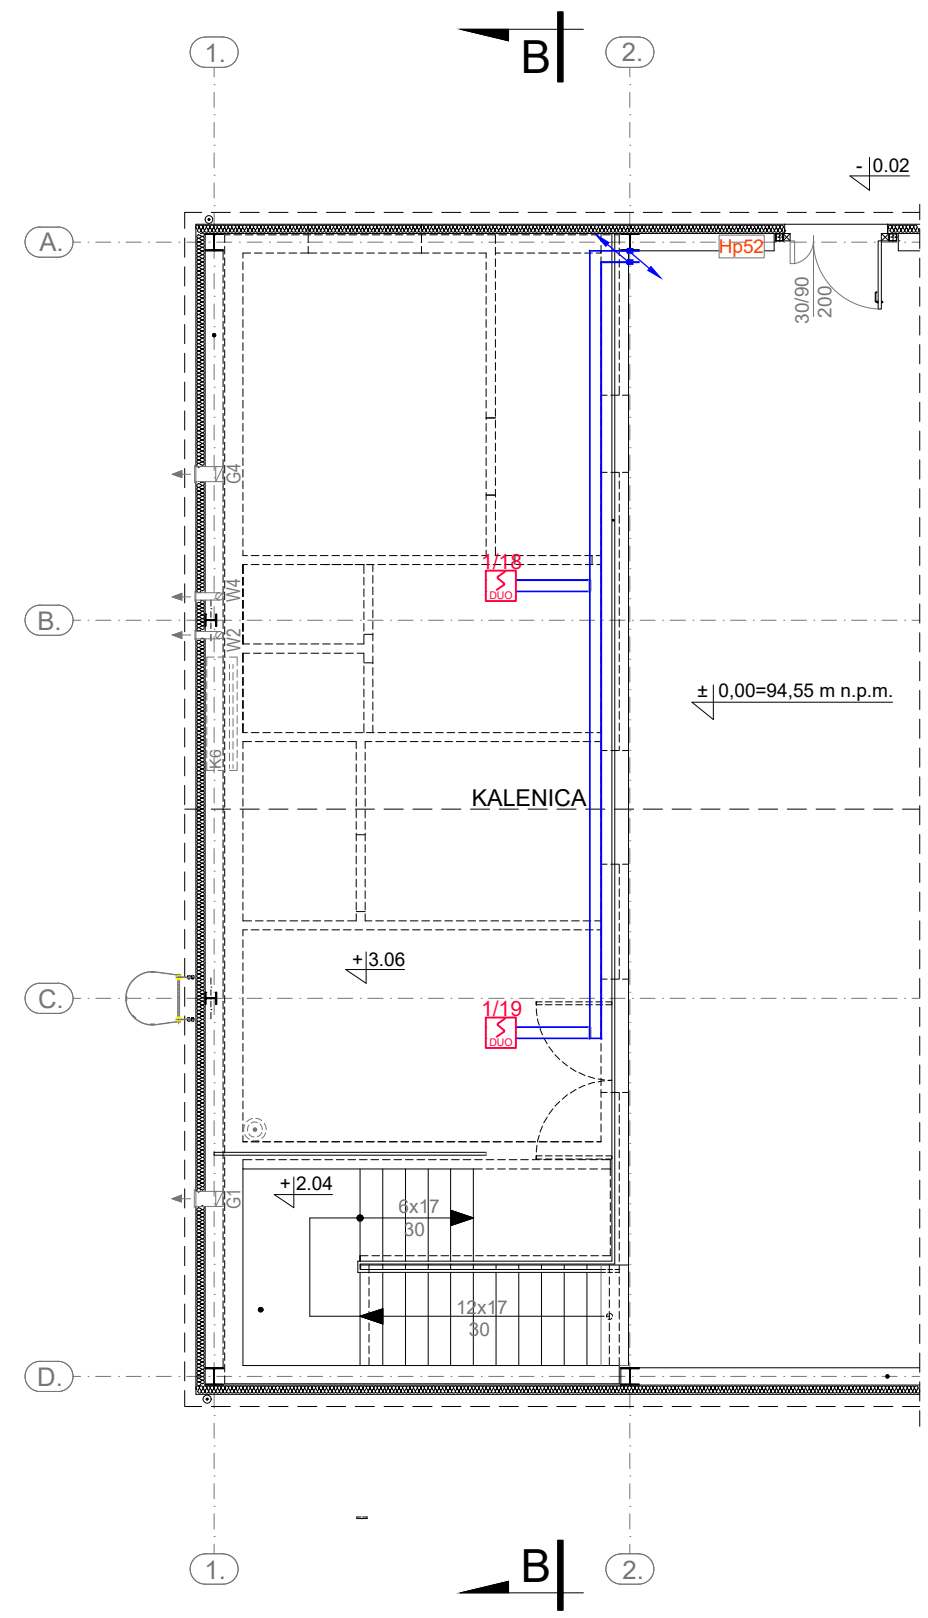 B
1.
2.
- 0.02
A.
Hp52
30/90
200
G4
1/18
DUO
W4
B.
W2
± 0,00=94,55 m n.p.m.
K6
KALENICA
+3.06
C.
1/19
DUO
+2.04
G1
6x17
30
12x17
30
D.
B
1.
2.